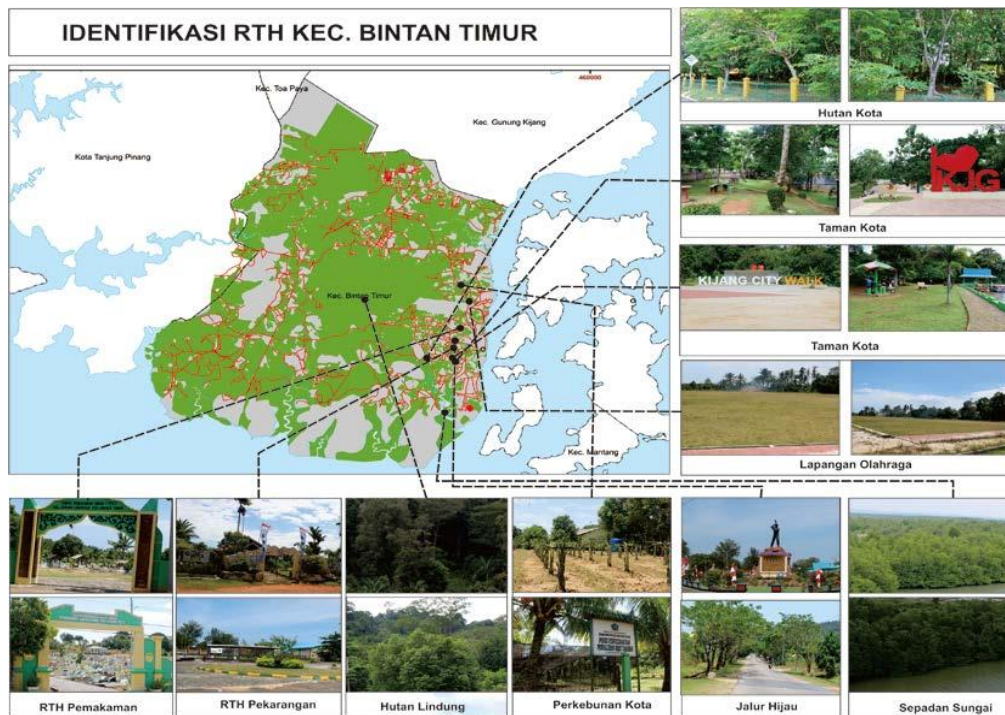 IDENTIFIKASI RTH KEC. BINTAN TIMUR
460000
Kec. Toa Paya
Kec. Gunung Kijang
Kota Tanjung Pinang
Kec. Bintan Timur
Kec. Mantang
Hutan Kota
KJG
Taman Kota
KIJANG CITY WALK
Taman Kota
Lapangan Olahraga
RTH Pemakaman
RTH Pekarangan
Hutan Lindung
Perkebunan Kota
Jalur Hijau
Sepadan Sungai